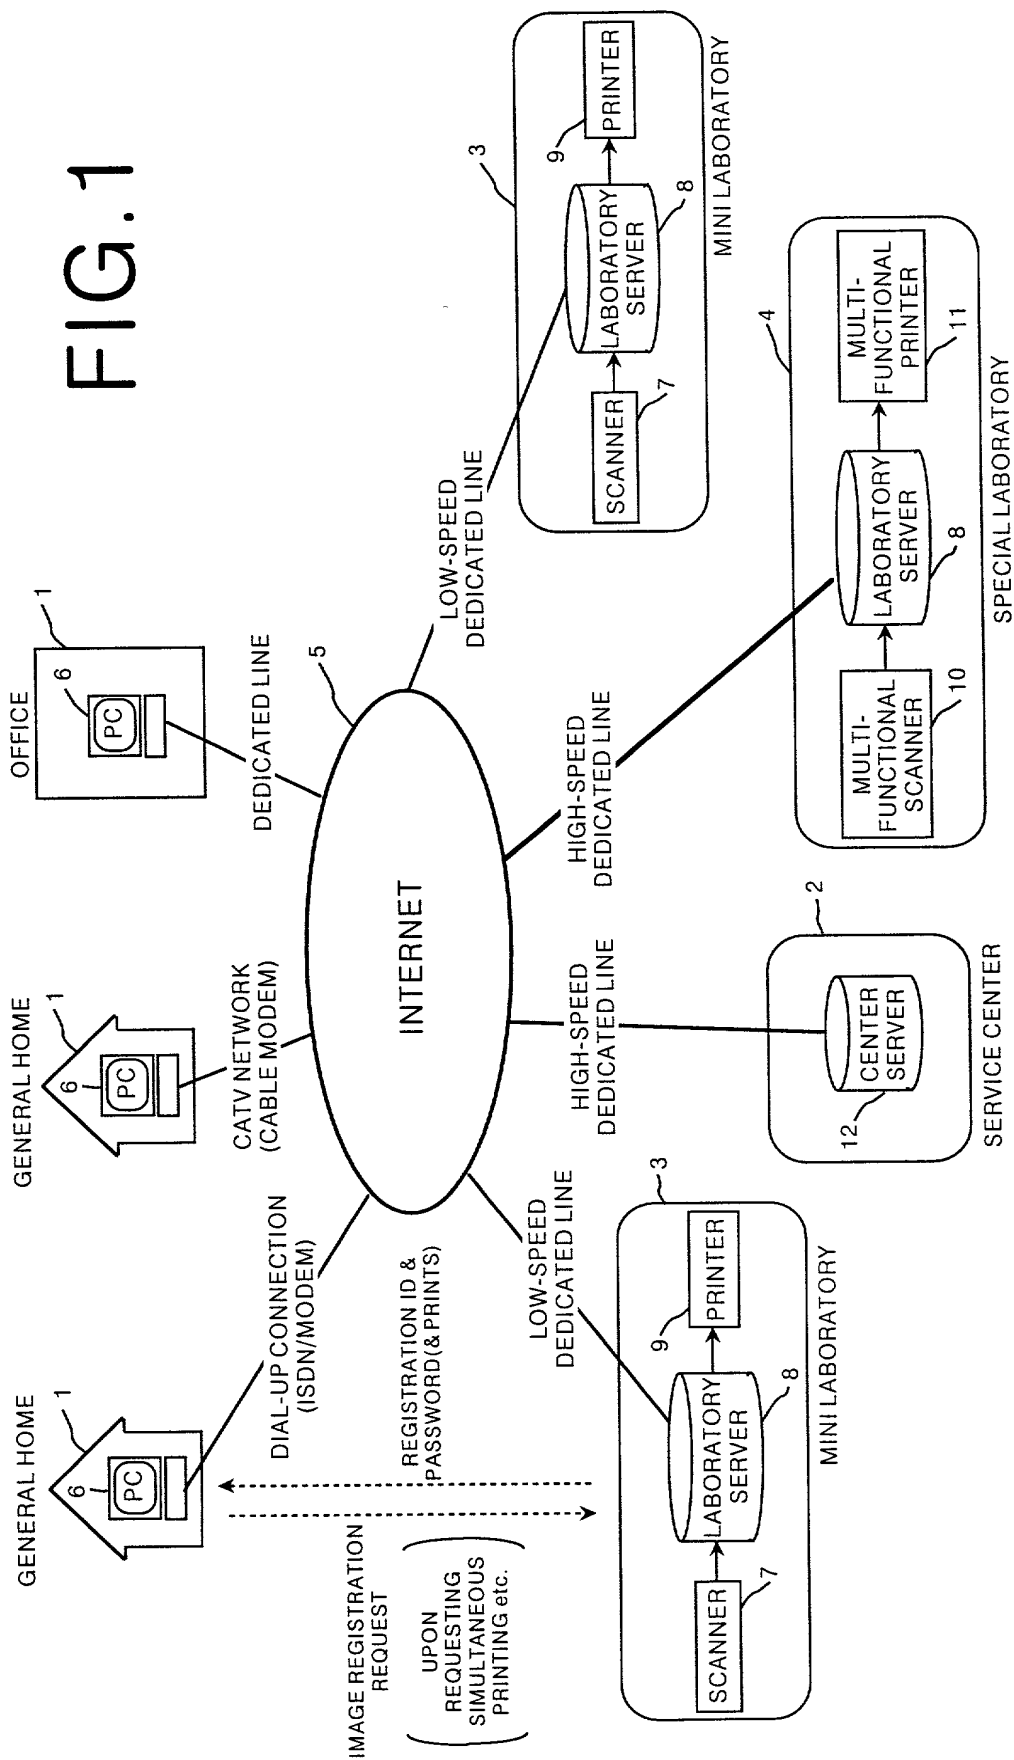 FIG.1
GENERAL HOME
1
6
PC
DIAL-UP CONNECTION
(ISDN/MODEM)
GENERAL HOME
1
6
PC
CATV NETWORK
(CABLE MODEM)
OFFICE
1
6
PC
DEDICATED LINE
5
INTERNET
IMAGE REGISTRATION
REQUEST
UPON
REQUESTING
SIMULTANEOUS
PRINTING etc.
REGISTRATION ID &
PASSWORD(& PRINTS)
LOW-SPEED
DEDICATED LINE
HIGH-SPEED
DEDICATED LINE
HIGH-SPEED
DEDICATED LINE
LOW-SPEED
DEDICATED LINE
3
SCANNER
7
LABORATORY
SERVER
8
PRINTER
9
MINI LABORATORY
2
CENTER
SERVER
12
SERVICE CENTER
4
MULTI-
FUNCTIONAL
SCANNER
10
LABORATORY
SERVER
8
MULTI-
FUNCTIONAL
PRINTER
11
SPECIAL LABORATORY
3
SCANNER
7
LABORATORY
SERVER
8
PRINTER
9
MINI LABORATORY